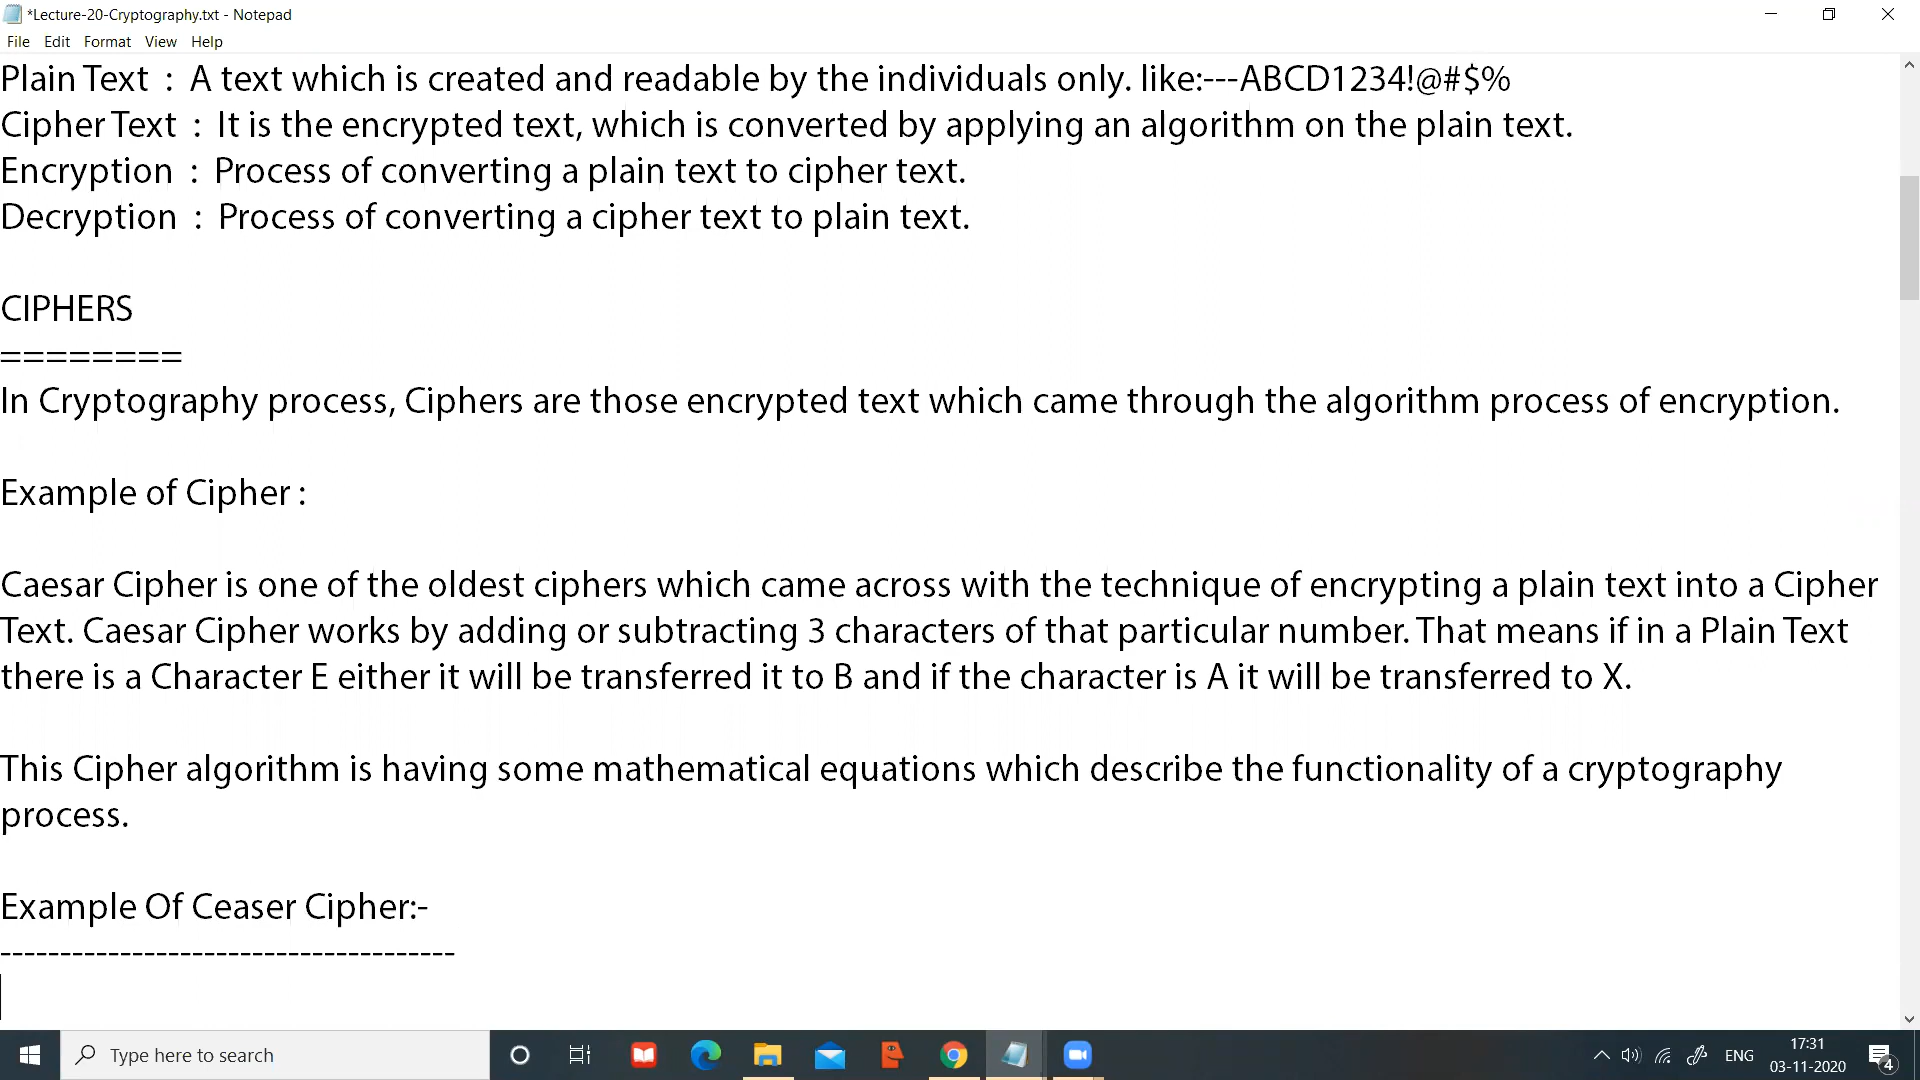 *Lecture-20-Cryptography.txt - Notepad
File Edit Format View Help
Plain Text : A text which is created and readable by the individuals only. like:---ABCD1234!@#$%
Cipher Text : It is the encrypted text, which is converted by applying an algorithm on the plain text.
Encryption : Process of converting a plain text to cipher text.
Decryption : Process of converting a cipher text to plain text.
CIPHERS
========
In Cryptography process, Ciphers are those encrypted text which came through the algorithm process of encryption.
Example of Cipher :
Caesar Cipher is one of the oldest ciphers which came across with the technique of encrypting a plain text into a Cipher
Text. Caesar Cipher works by adding or subtracting 3 characters of that particular number. That means if in a Plain Text
there is a Character E either it will be transferred it to B and if the character is A it will be transferred to X.
This Cipher algorithm is having some mathematical equations which describe the functionality of a cryptography
process.
Example Of Ceaser Cipher:-
--------------------------------------
Type here to search
ENG
17:31
03-11-2020
4